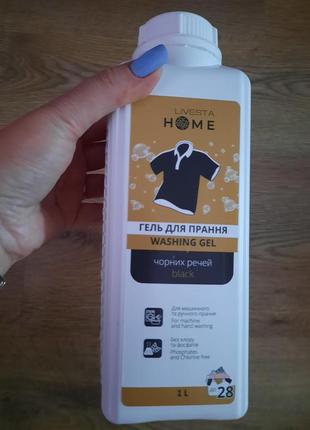 LIVESTA
HOME
ГЕЛЬ ДЛЯ ПРАННЯ
WASHING GEL
чорних речей
black
Для машинного
та ручного прання
For machine
and hand washing
Без хлору
та фосфатів
Phosphates
and Chlorine free
1 L
28